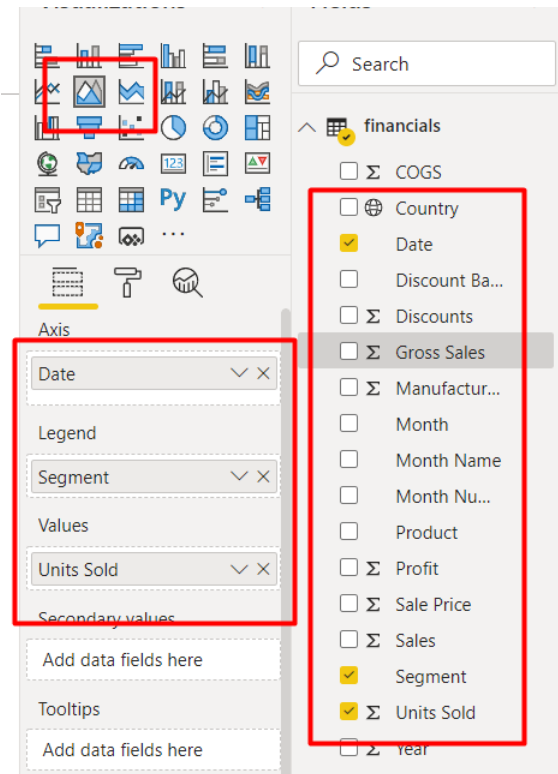 Visualizations
123
Py
Axis
Date
Legend
Segment
Values
Units Sold
Secondary values
Add data fields here
Tooltips
Add data fields here
Fields
Search
financials
Σ COGS
Country
Date
Discount Ba...
Σ Discounts
Σ Gross Sales
Σ Manufactur...
Month
Month Name
Month Nu...
Product
Σ Profit
Σ Sale Price
Σ Sales
Segment
Σ Units Sold
Σ Year